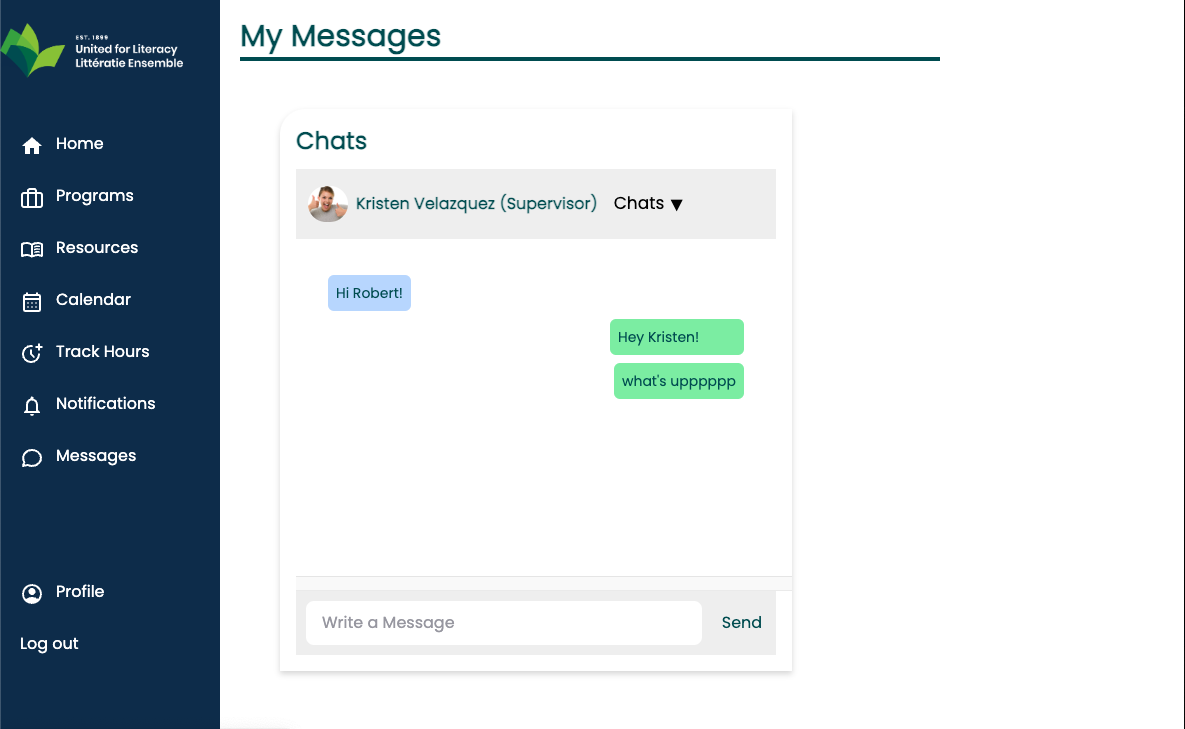 EST. 1899
United for Literacy
Littératie Ensemble
Home
Programs
Resources
Calendar
Track Hours
Notifications
Messages
Profile
Log out
My Messages
Chats
Kristen Velazquez (Supervisor) Chats ▼
Hi Robert!
Hey Kristen!
what's upppppp
Write a Message
Send